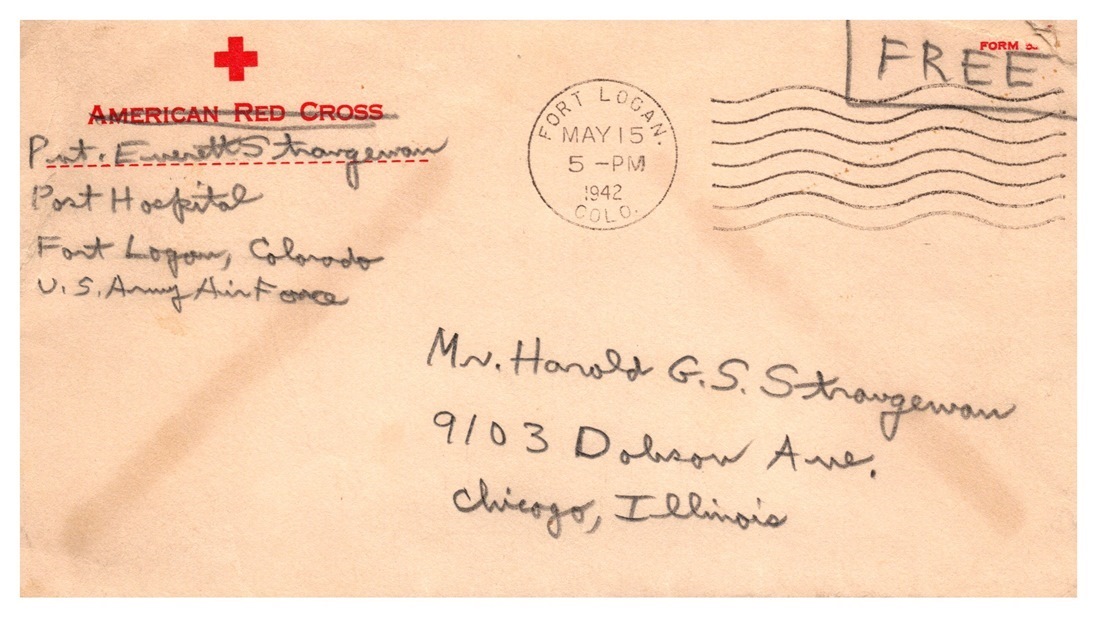 AMERICAN RED CROSS
Pvt. Everett Strangeman
Post Hospital
Fort Logan, Colorado
U.S. Army Air Force
FORT LOGAN.
MAY 15
5 -PM
1942
COLO.
FREE
FORM
Mr. Harold G. S. Strangeman
9103 Dobson Ave.
Chicago, Illinois